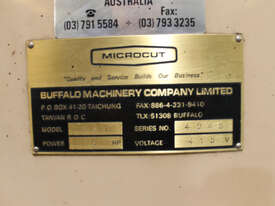 AUSTRALIA
Fax:
(03) 791 5584 ÷ (03) 793 3235
MICROCUT
"Quality and Service Builds Our Business"
BUFFALO MACHINERY COMPANY LIMITED
P.O BOX 41-20 TAICHUNG FAX:886-4-231-9410
TAIWAN R O C TLX:51308 BUFFALO
MODEL SERIES NO.
POWER HP VOLTAGE 415V